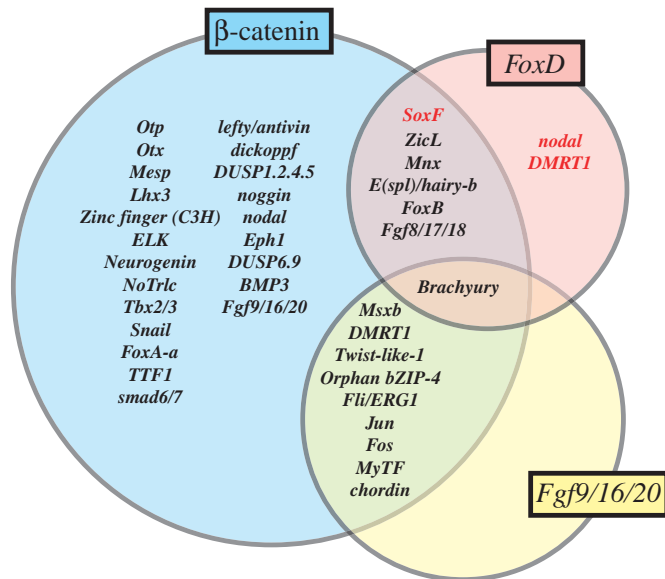 β-catenin
FoxD
Otp
Otx
Mesp
Lhx3
Zinc finger (C3H)
ELK
Neurogenin
NoTrlc
Tbx2/3
Snail
FoxA-a
TTF1
smad6/7
lefty/antivin
dickoppf
DUSP1.2.4.5
noggin
nodal
Eph1
DUSP6.9
BMP3
Fgf9/16/20
SoxF
ZicL
Mnx
E(spl)/hairy-b
FoxB
Fgf8/17/18
nodal
DMRT1
Brachyury
Msxb
DMRT1
Twist-like-1
Orphan bZIP-4
Fli/ERG1
Jun
Fos
MyTF
chordin
Fgf9/16/20